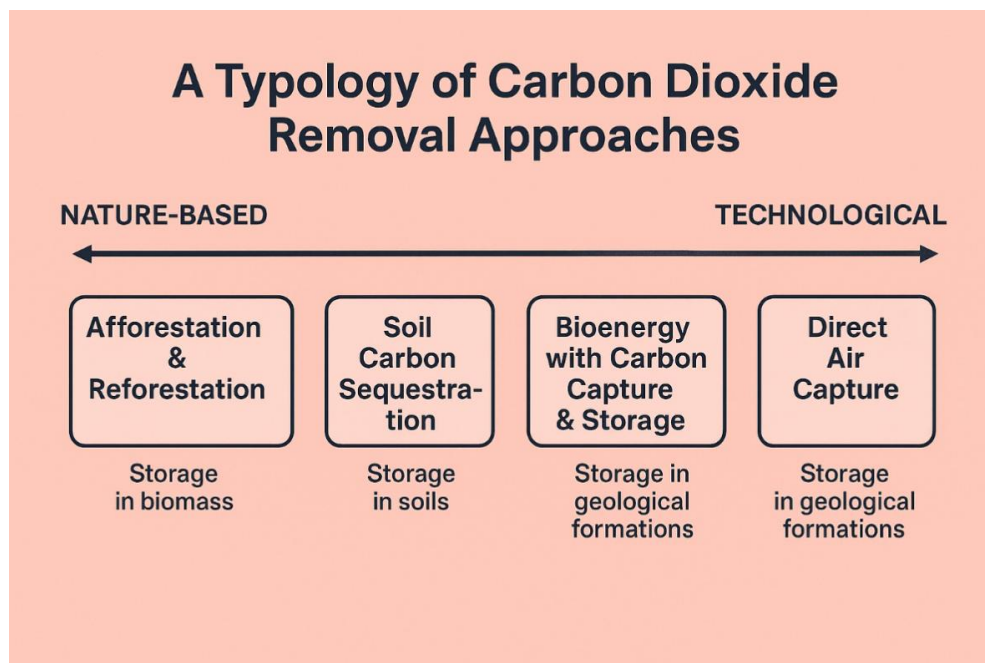 A Typology of Carbon Dioxide
Removal Approaches
NATURE-BASED
TECHNOLOGICAL
Afforestation
&
Reforestation
Storage
in biomass
Soil
Carbon
Sequestra-
tion
Storage
in soils
Bioenergy
with Carbon
Capture
& Storage
Storage in
geological
formations
Direct
Air
Capture
Storage
in geological
formations